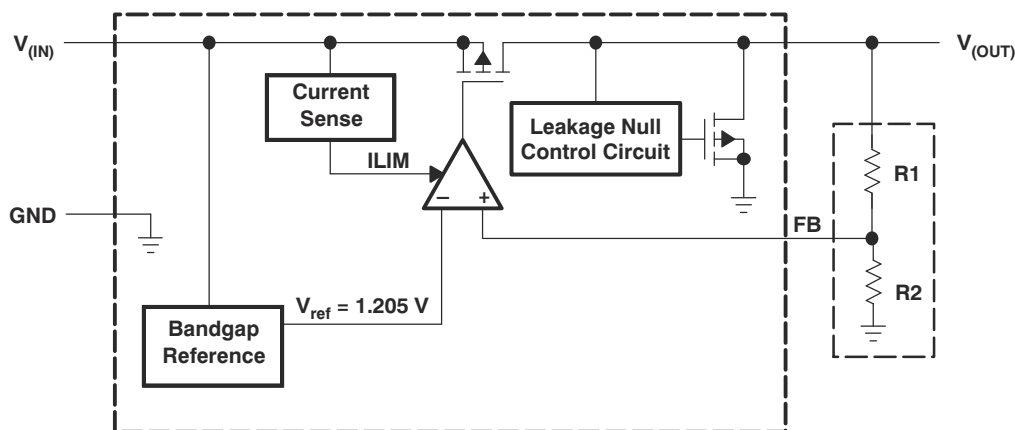 V(IN)
V(OUT)
Current
Sense
Leakage Null
Control Circuit
ILIM
R1
− +
GND
FB
R2
Vref = 1.205 V
Bandgap
Reference